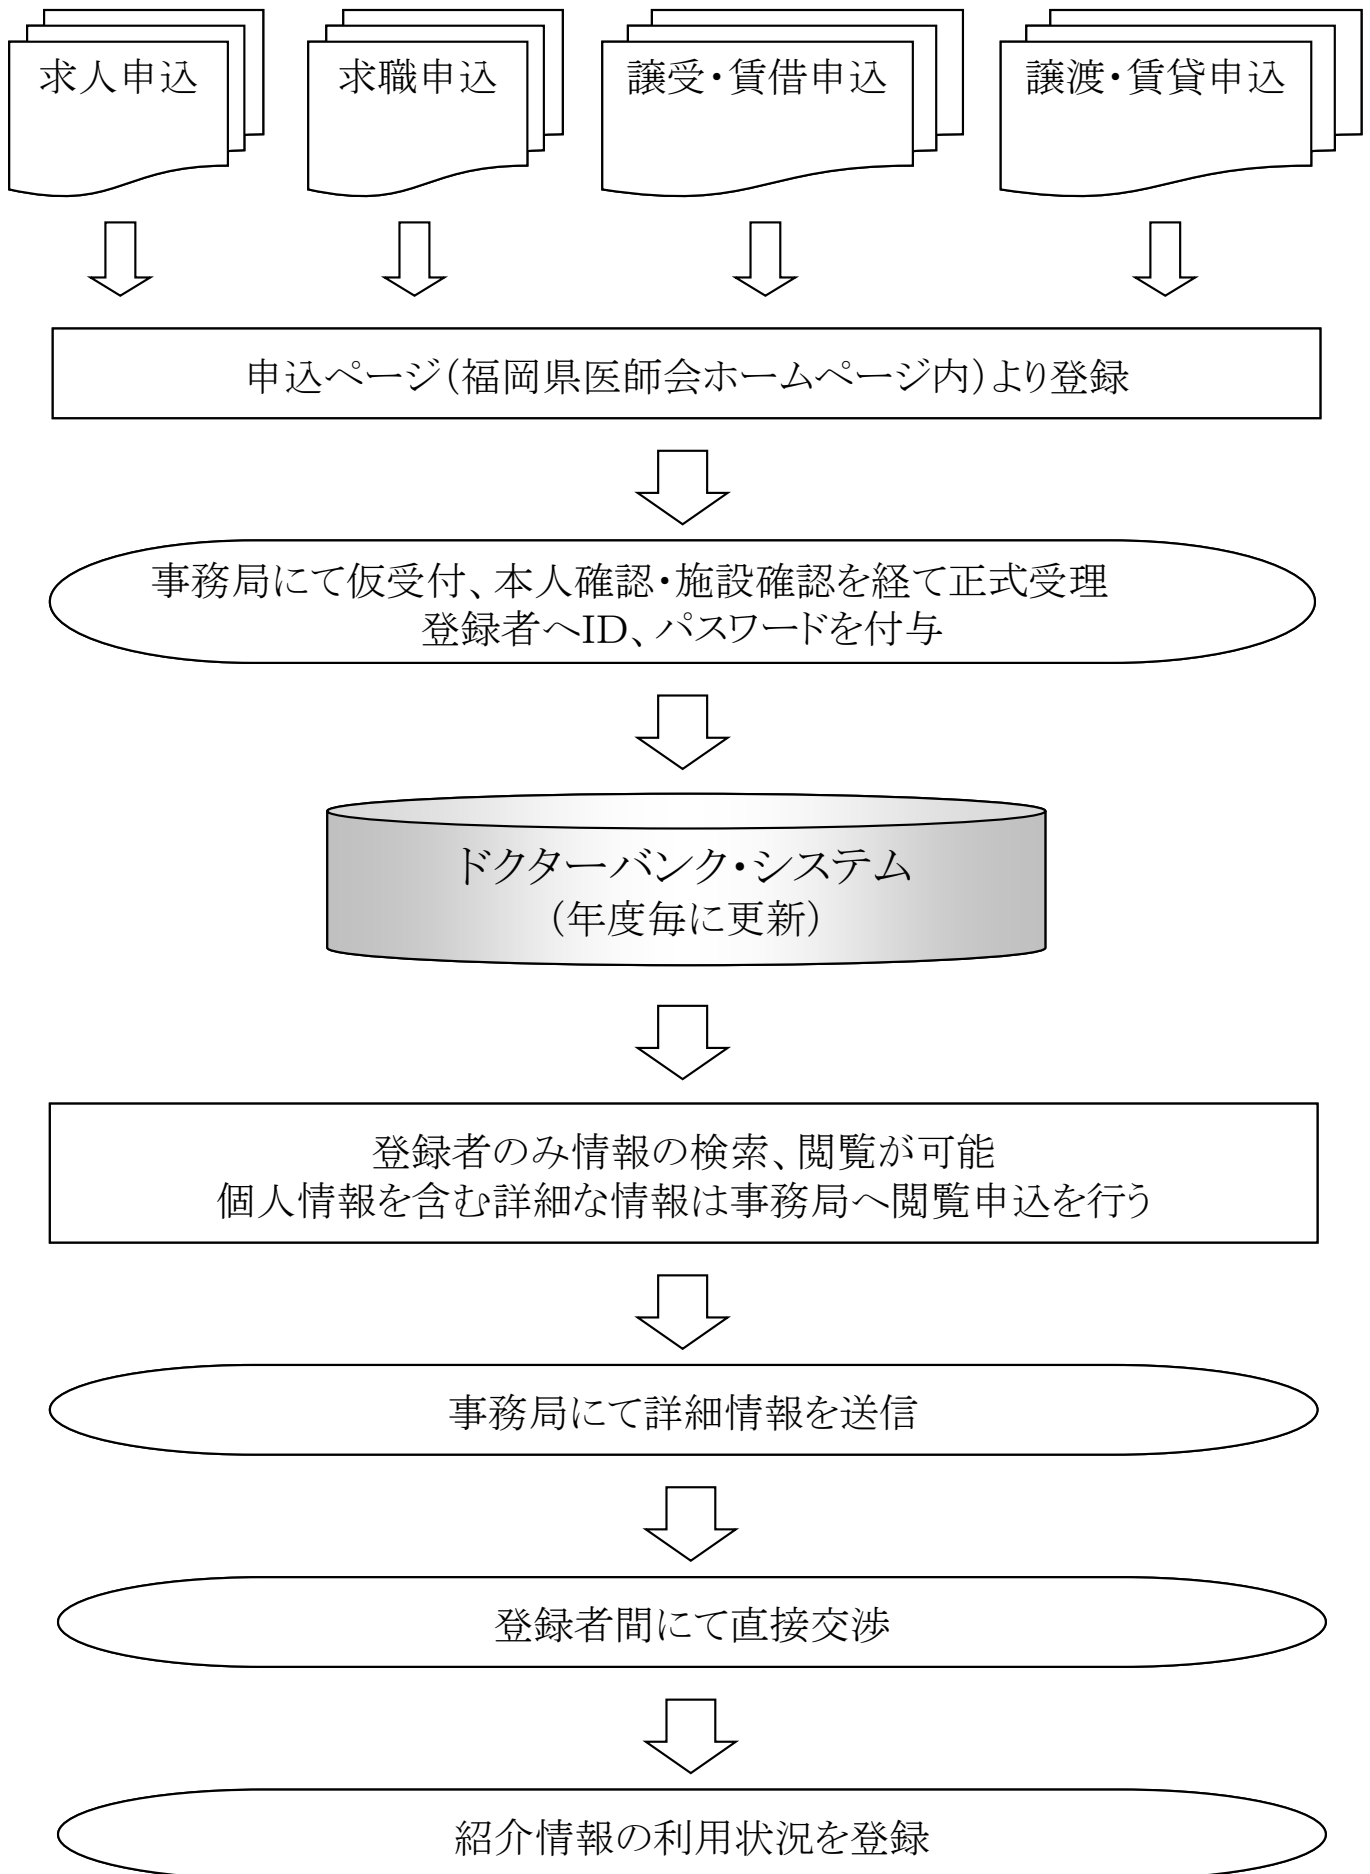 求人申込
求職申込
譲受・賃借申込
譲渡・賃貸申込
申込ページ（福岡県医師会ホームページ内）より登録
事務局にて仮受付、本人確認・施設確認を経て正式受理
登録者へID、パスワードを付与
ドクターバンク・システム
（年度毎に更新）
登録者のみ情報の検索、閲覧が可能
個人情報を含む詳細な情報は事務局へ閲覧申込を行う
事務局にて詳細情報を送信
登録者間にて直接交渉
紹介情報の利用状況を登録